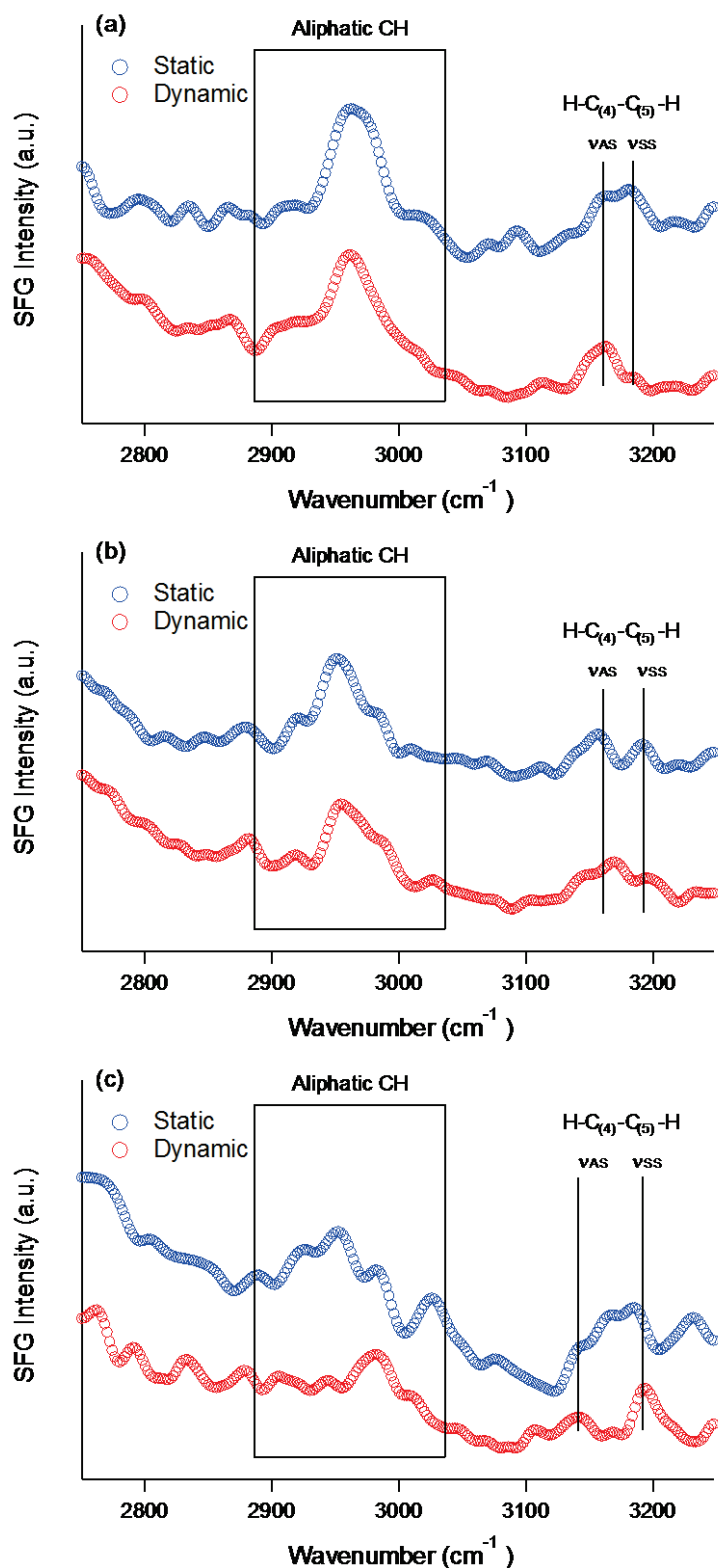 (a)
Aliphatic CH
Static
Dynamic
H-C(4)-C(5)-H
νAS νSS
SFG Intensity (a.u.)
2800 2900 3000 3100 3200
Wavenumber (cm-1 )
(b)
Aliphatic CH
Static
Dynamic
H-C(4)-C(5)-H
νAS νSS
SFG Intensity (a.u.)
2800 2900 3000 3100 3200
Wavenumber (cm-1 )
(c)
Aliphatic CH
Static
Dynamic
H-C(4)-C(5)-H
νAS νSS
SFG Intensity (a.u.)
2800 2900 3000 3100 3200
Wavenumber (cm-1 )